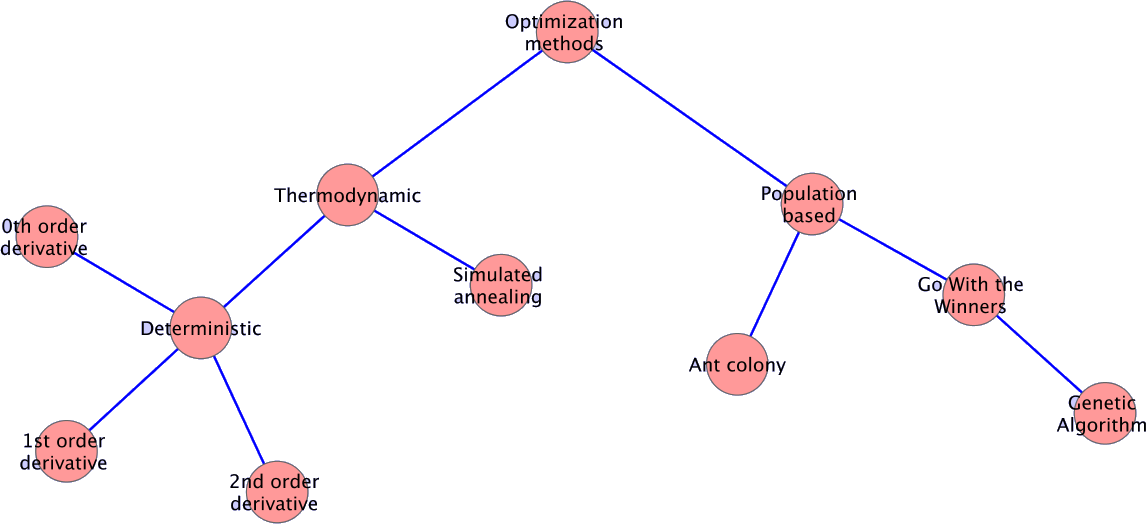 Optimization
methods
Thermodynamic
Population
based
0th order
derivative
Simulated
annealing
Go With the
Winners
Deterministic
Ant colony
Genetic
Algorithm
1st order
derivative
2nd order
derivative